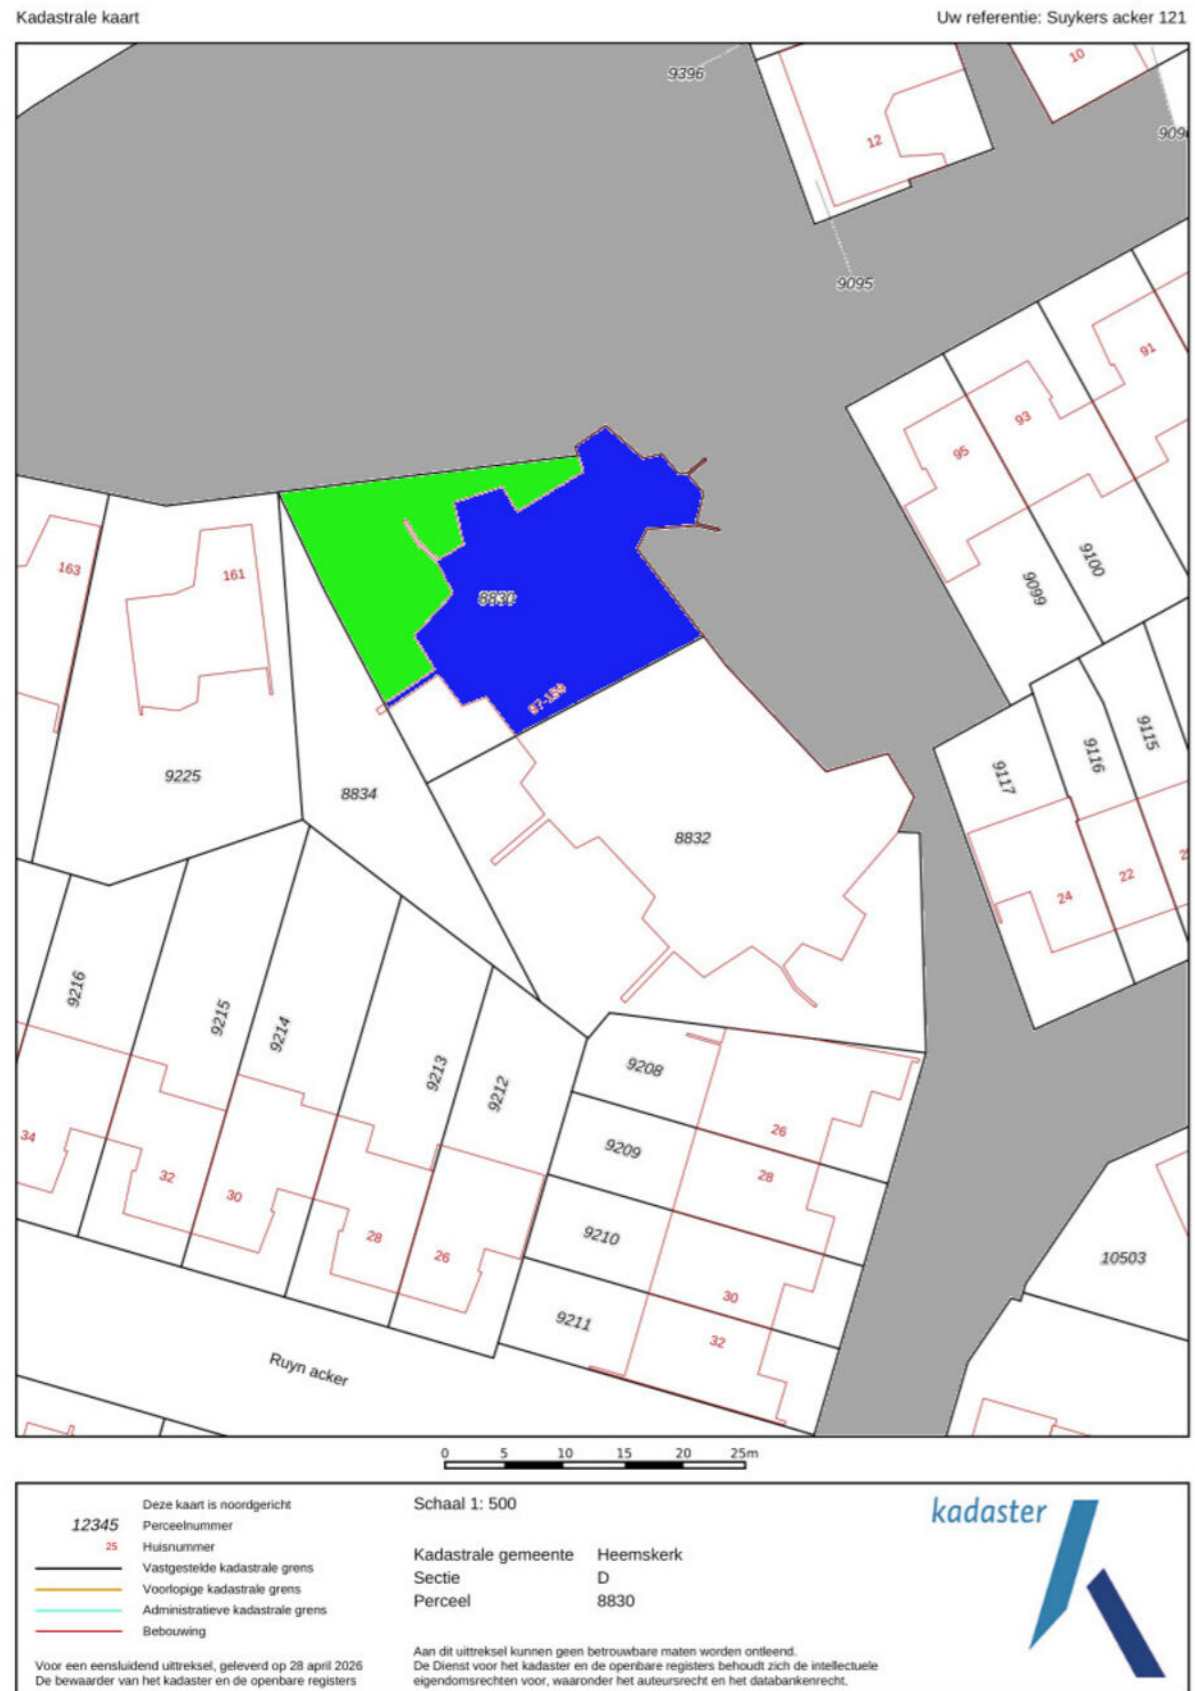 Kadastrale kaart
Uw referentie: Suykers acker 121
9396
10
12
909
9095
91
93
95
9100
9099
163
161
8830
97-154
9225
8834
8832
9117
9116
9115
24
22
9216
9215
9214
9213
9212
9208
9209
9210
9211
26
28
30
32
34
32
30
28
26
10503
Ruyn acker
0 5 10 15 20 25m
Deze kaart is noordgericht
12345 Perceelnummer
25 Huisnummer
Vastgestelde kadastrale grens
Voorlopige kadastrale grens
Administratieve kadastrale grens
Bebouwing
Voor een eensluidend uittreksel, geleverd op 28 april 2026
De bewaarder van het kadaster en de openbare registers
Schaal 1: 500
Kadastrale gemeente Heemskerk
Sectie D
Perceel 8830
Aan dit uittreksel kunnen geen betrouwbare maten worden ontleend.
De Dienst voor het kadaster en de openbare registers behoudt zich de intellectuele
eigendomsrechten voor, waaronder het auteursrecht en het databankenrecht.
kadaster